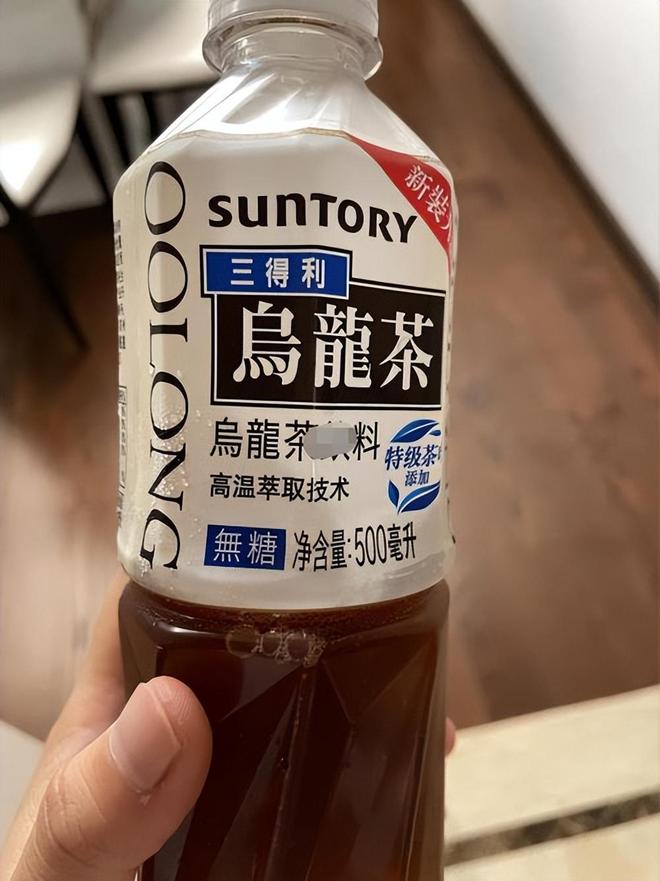 SUNTORY
新装
三得利
烏龍茶
OOLONG
烏龍茶飲料
特级茶
添加
高温萃取技术
無糖
净含量:500毫升